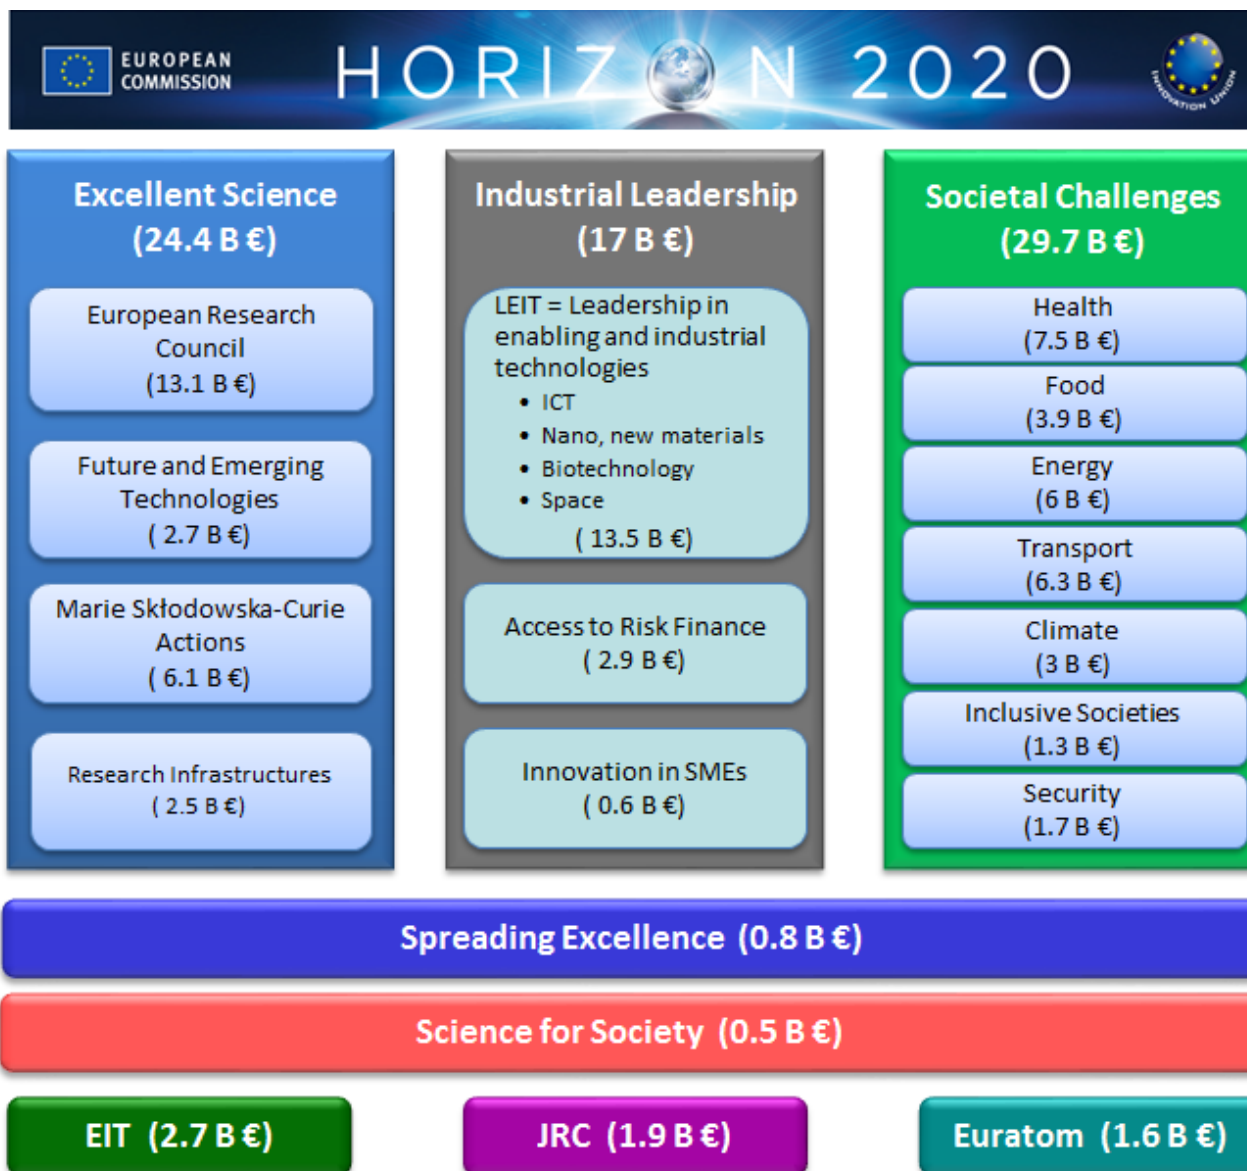 EUROPEAN
COMMISSION
HORIZON 2020
INNOVATION UNION
Excellent Science
(24.4 B €)
European Research
Council
(13.1 B €)
Future and Emerging
Technologies
( 2.7 B €)
Marie Skłodowska-Curie
Actions
( 6.1 B €)
Research Infrastructures
( 2.5 B €)
Industrial Leadership
(17 B €)
LEIT = Leadership in
enabling and industrial
technologies
• ICT
• Nano, new materials
• Biotechnology
• Space
( 13.5 B €)
Access to Risk Finance
( 2.9 B €)
Innovation in SMEs
( 0.6 B €)
Societal Challenges
(29.7 B €)
Health
(7.5 B €)
Food
(3.9 B €)
Energy
(6 B €)
Transport
(6.3 B €)
Climate
(3 B €)
Inclusive Societies
(1.3 B €)
Security
(1.7 B €)
Spreading Excellence (0.8 B €)
Science for Society (0.5 B €)
EIT (2.7 B €)
JRC (1.9 B €)
Euratom (1.6 B €)